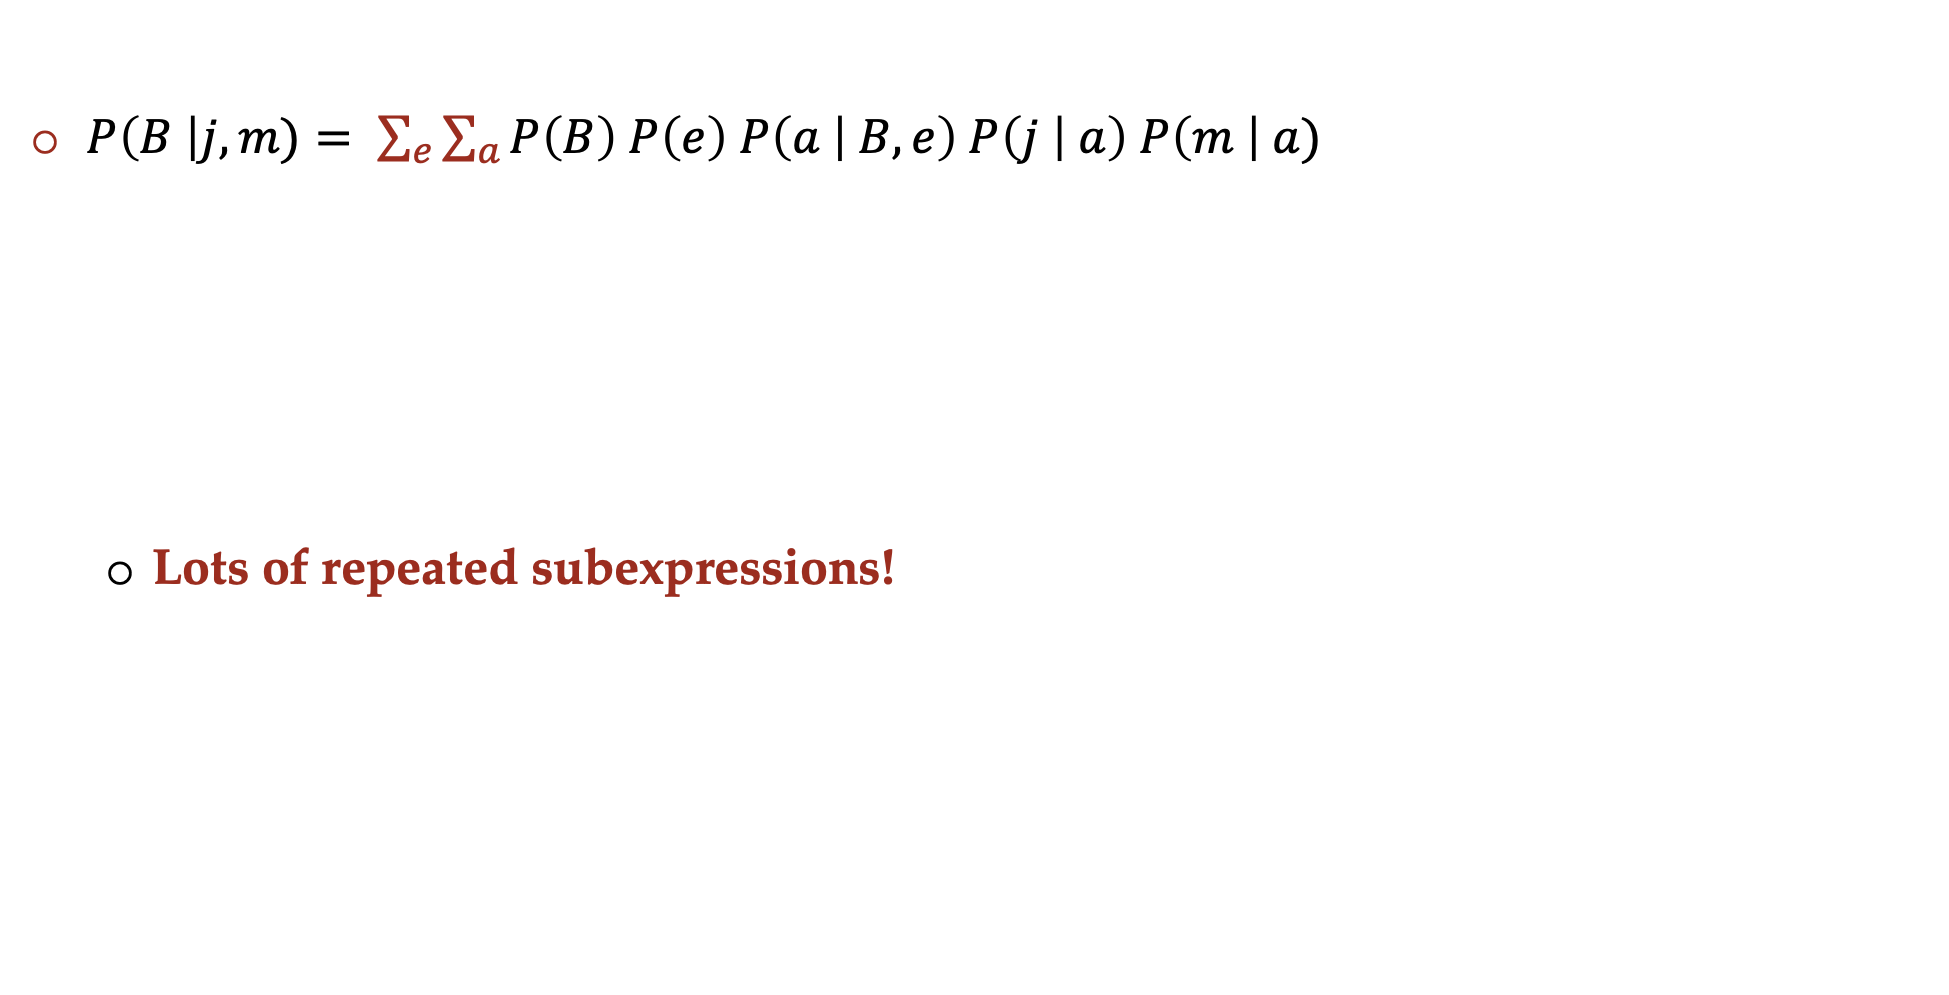 ○ P(B |j, m) = ∑ₑ ∑ₐ P(B) P(e) P(a | B, e) P(j | a) P(m | a)
○ Lots of repeated subexpressions!